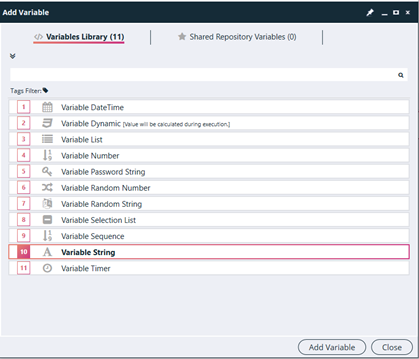 Add Variable
</> Variables Library (11)
Shared Repository Variables (0)
Tags Filter:
1 Variable DateTime
2 Variable Dynamic [Value will be calculated during execution.]
3 Variable List
4 Variable Number
5 Variable Password String
6 Variable Random Number
7 Variable Random String
8 Variable Selection List
9 Variable Sequence
10 Variable String
11 Variable Timer
Add Variable
Close